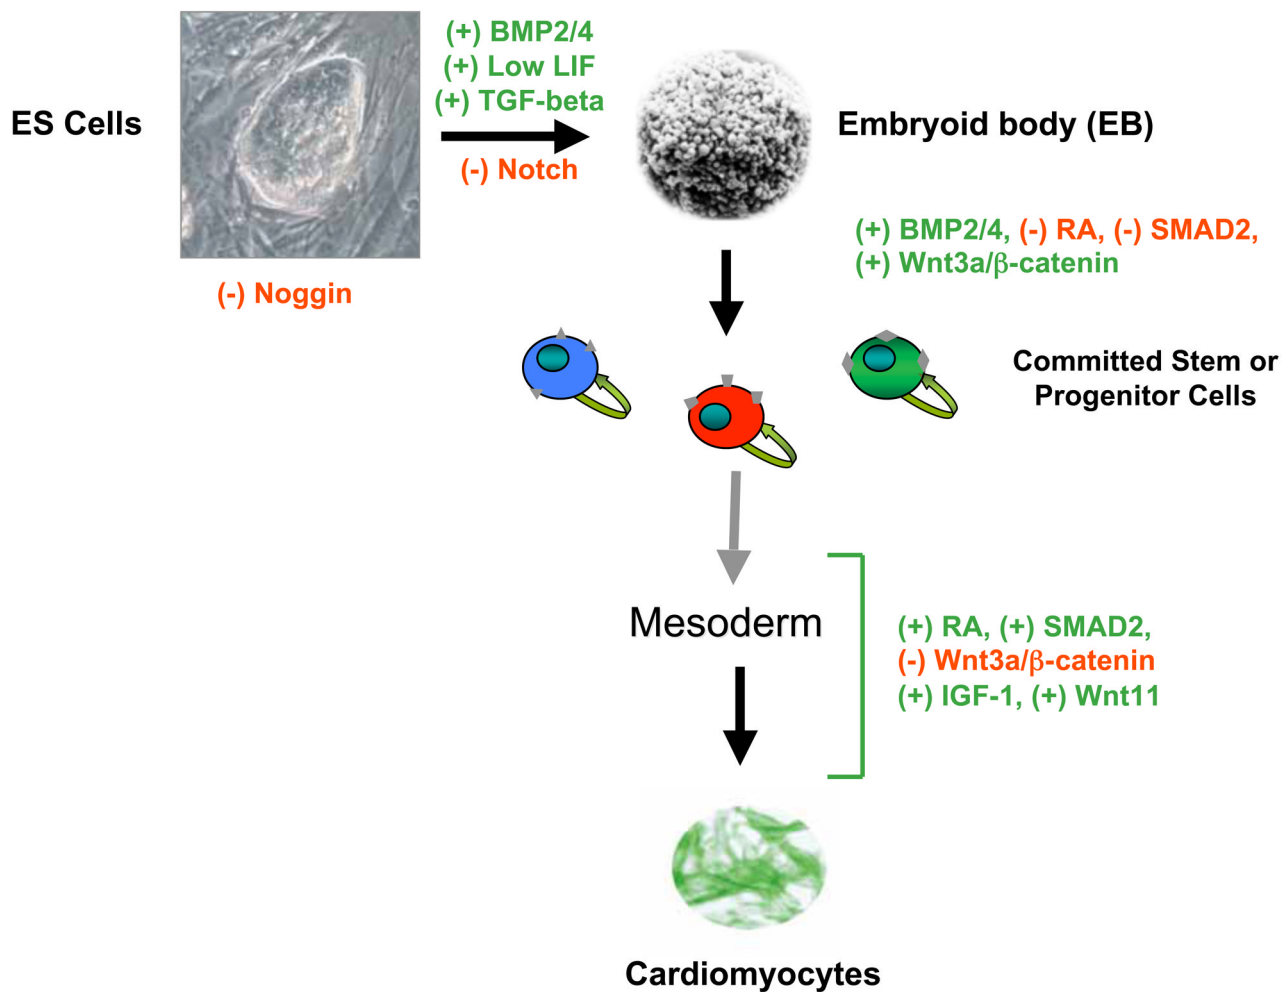 (+) BMP2/4
(+) Low LIF
(+) TGF-beta
ES Cells
Embryoid body (EB)
(-) Notch
(+) BMP2/4, (-) RA, (-) SMAD2,
(+) Wnt3a/β-catenin
(-) Noggin
Committed Stem or
Progenitor Cells
Mesoderm
(+) RA, (+) SMAD2,
(-) Wnt3a/β-catenin
(+) IGF-1, (+) Wnt11
Cardiomyocytes